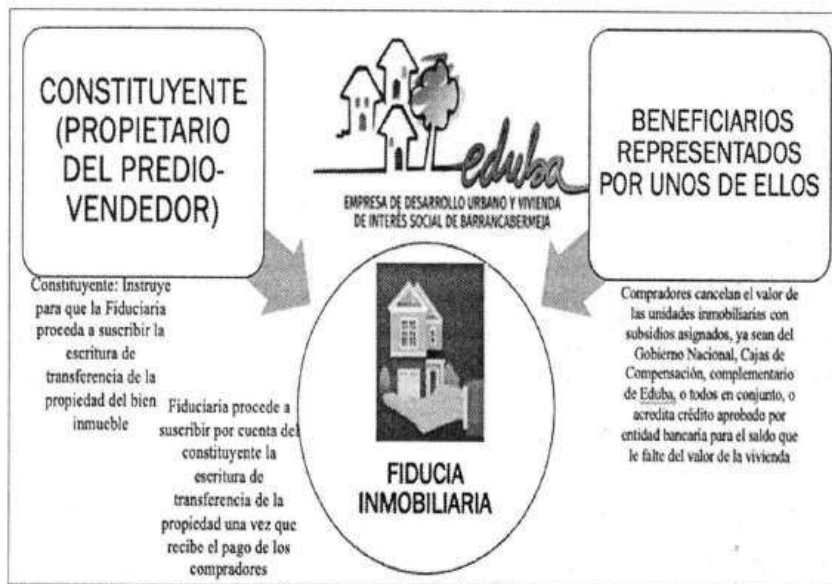 CONSTITUYENTE
(PROPIETARIO
DEL PREDIO-
VENDEDOR)
eduba
EMPRESA DE DESARROLLO URBANO Y VIVIENDA
DE INTERÉS SOCIAL DE BARRANCABERMEJA
BENEFICIARIOS
REPRESENTADOS
POR UNOS DE ELLOS
Constituyente: Instruye
para que la Fiduciaria
proceda a suscribir la
escritura de
transferencia de la
propiedad del bien
inmueble
Fiduciaria procede a
suscribir por cuenta del
constituyente la
escritura de
transferencia de la
propiedad una vez que
recibe el pago de los
compradores
FIDUCIA
INMOBILIARIA
Compradores cancelan el valor de
las unidades inmobiliarias con
subsidios asignados, ya sean del
Gobierno Nacional, Cajas de
Compensación, complementario
de Eduba, o todos en conjunto, o
acredita crédito aprobado por
entidad bancaria para el saldo que
le falte del valor de la vivienda